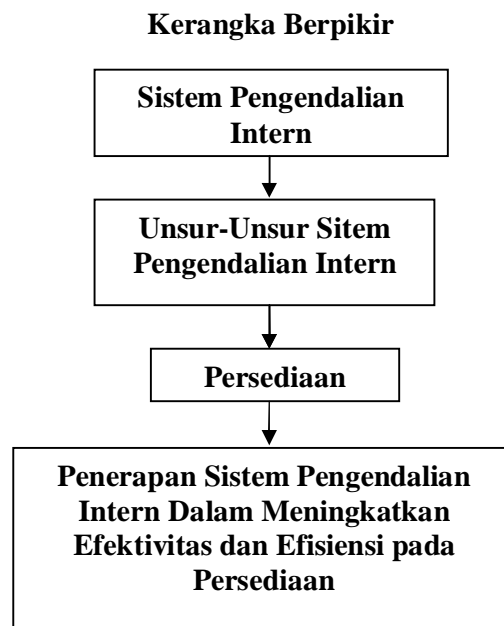 Kerangka Berpikir
Sistem Pengendalian
Intern
Unsur-Unsur Sitem
Pengendalian Intern
Persediaan
Penerapan Sistem Pengendalian
Intern Dalam Meningkatkan
Efektivitas dan Efisiensi pada
Persediaan